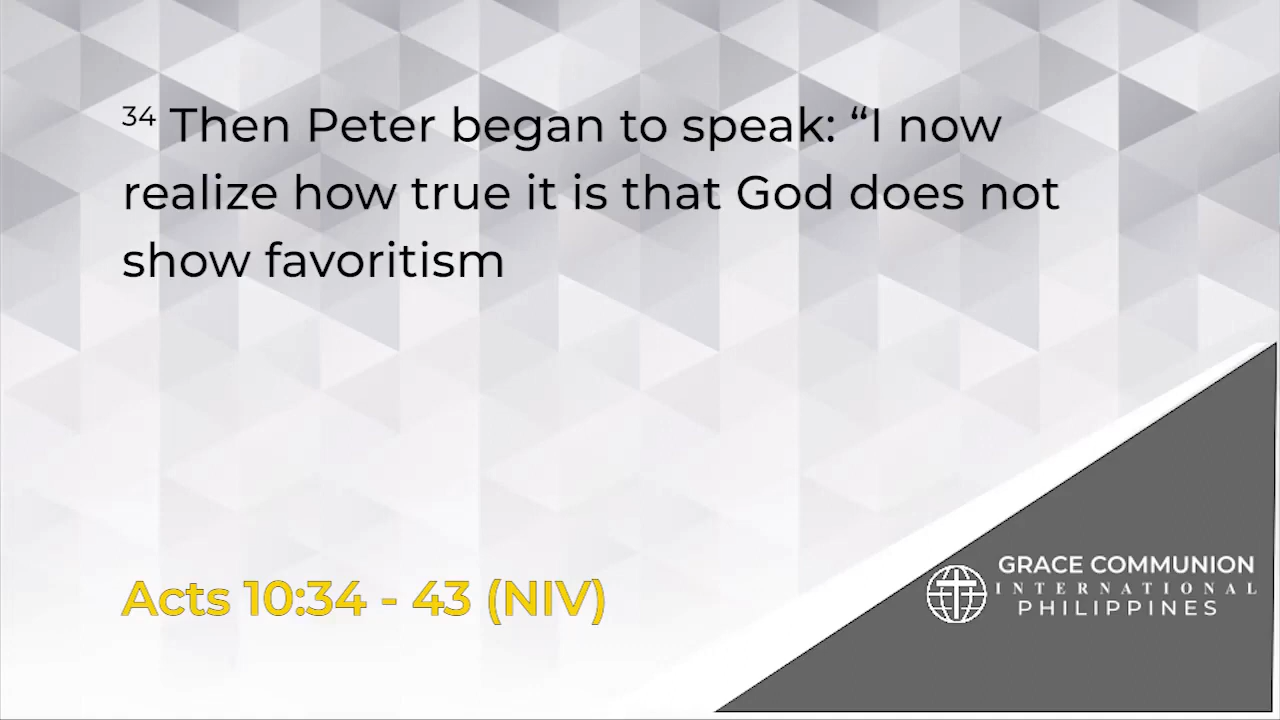 34 Then Peter began to speak: “I now
realize how true it is that God does not
show favoritism
Acts 10:34 - 43 (NIV)
GRACE COMMUNION
INTERNATIONAL
PHILIPPINES